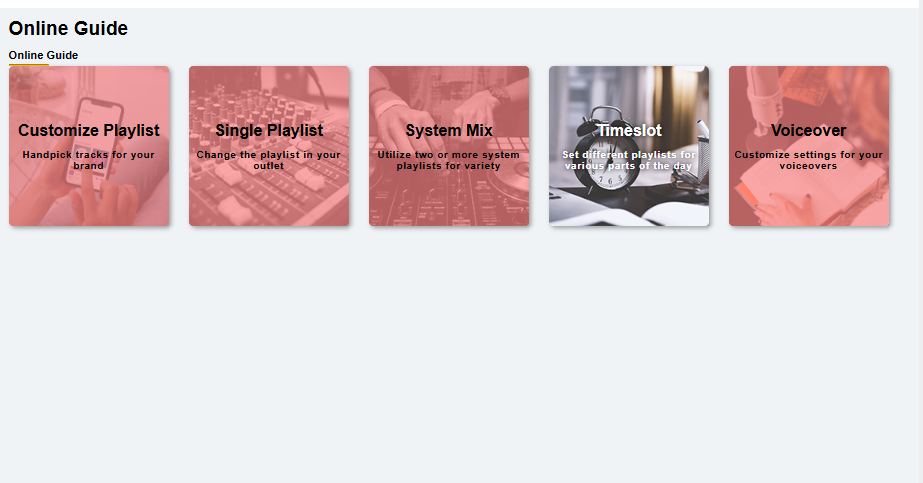 Online Guide
Online Guide
Customize Playlist
Handpick tracks for your
brand
Single Playlist
Change the playlist in your
outlet
System Mix
Utilize two or more system
playlists for variety
Timeslot
Set different playlists for
various parts of the day
Voiceover
Customize settings for your
voiceovers